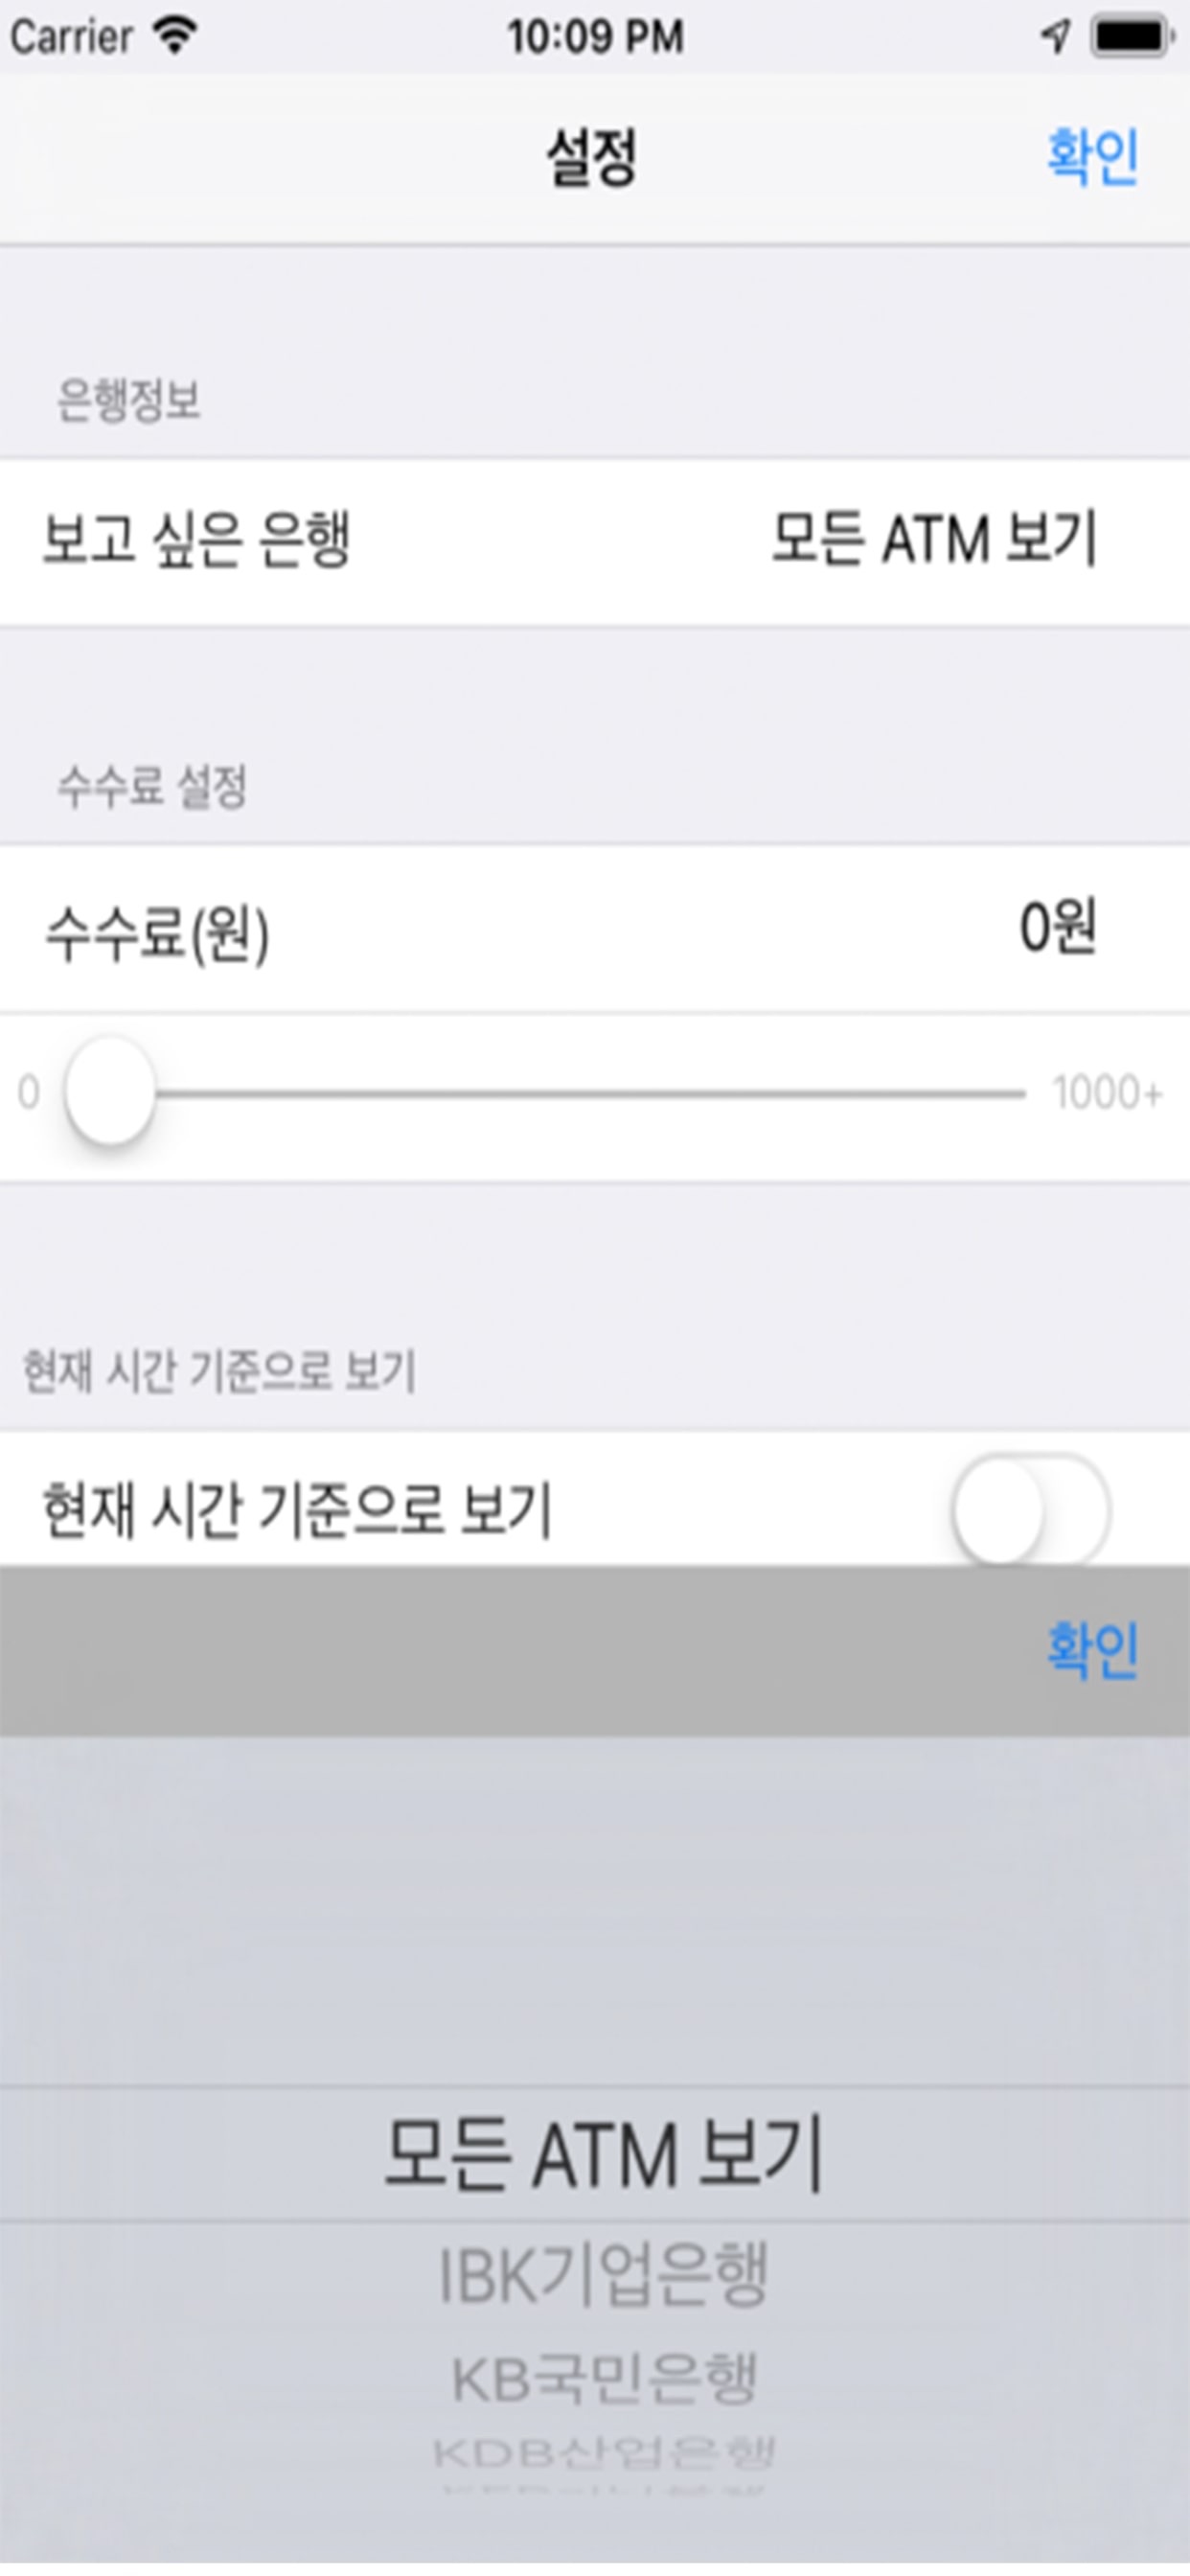 Carrier 10:09 PM
설정 확인
은행정보
보고 싶은 은행 모든 ATM 보기
수수료 설정
수수료(원) 0원
0 1000+
현재 시간 기준으로 보기
현재 시간 기준으로 보기
확인
모든 ATM 보기
IBK기업은행
KB국민은행
KDB산업은행